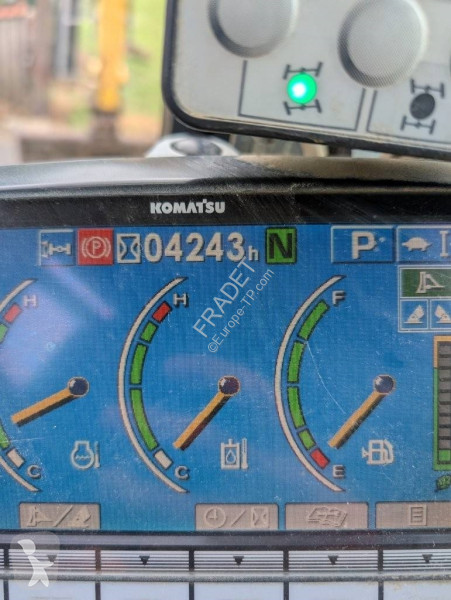 KOMATSU
P 04243h N P
H H F
C C E
FRADET
©Europe-TP.com